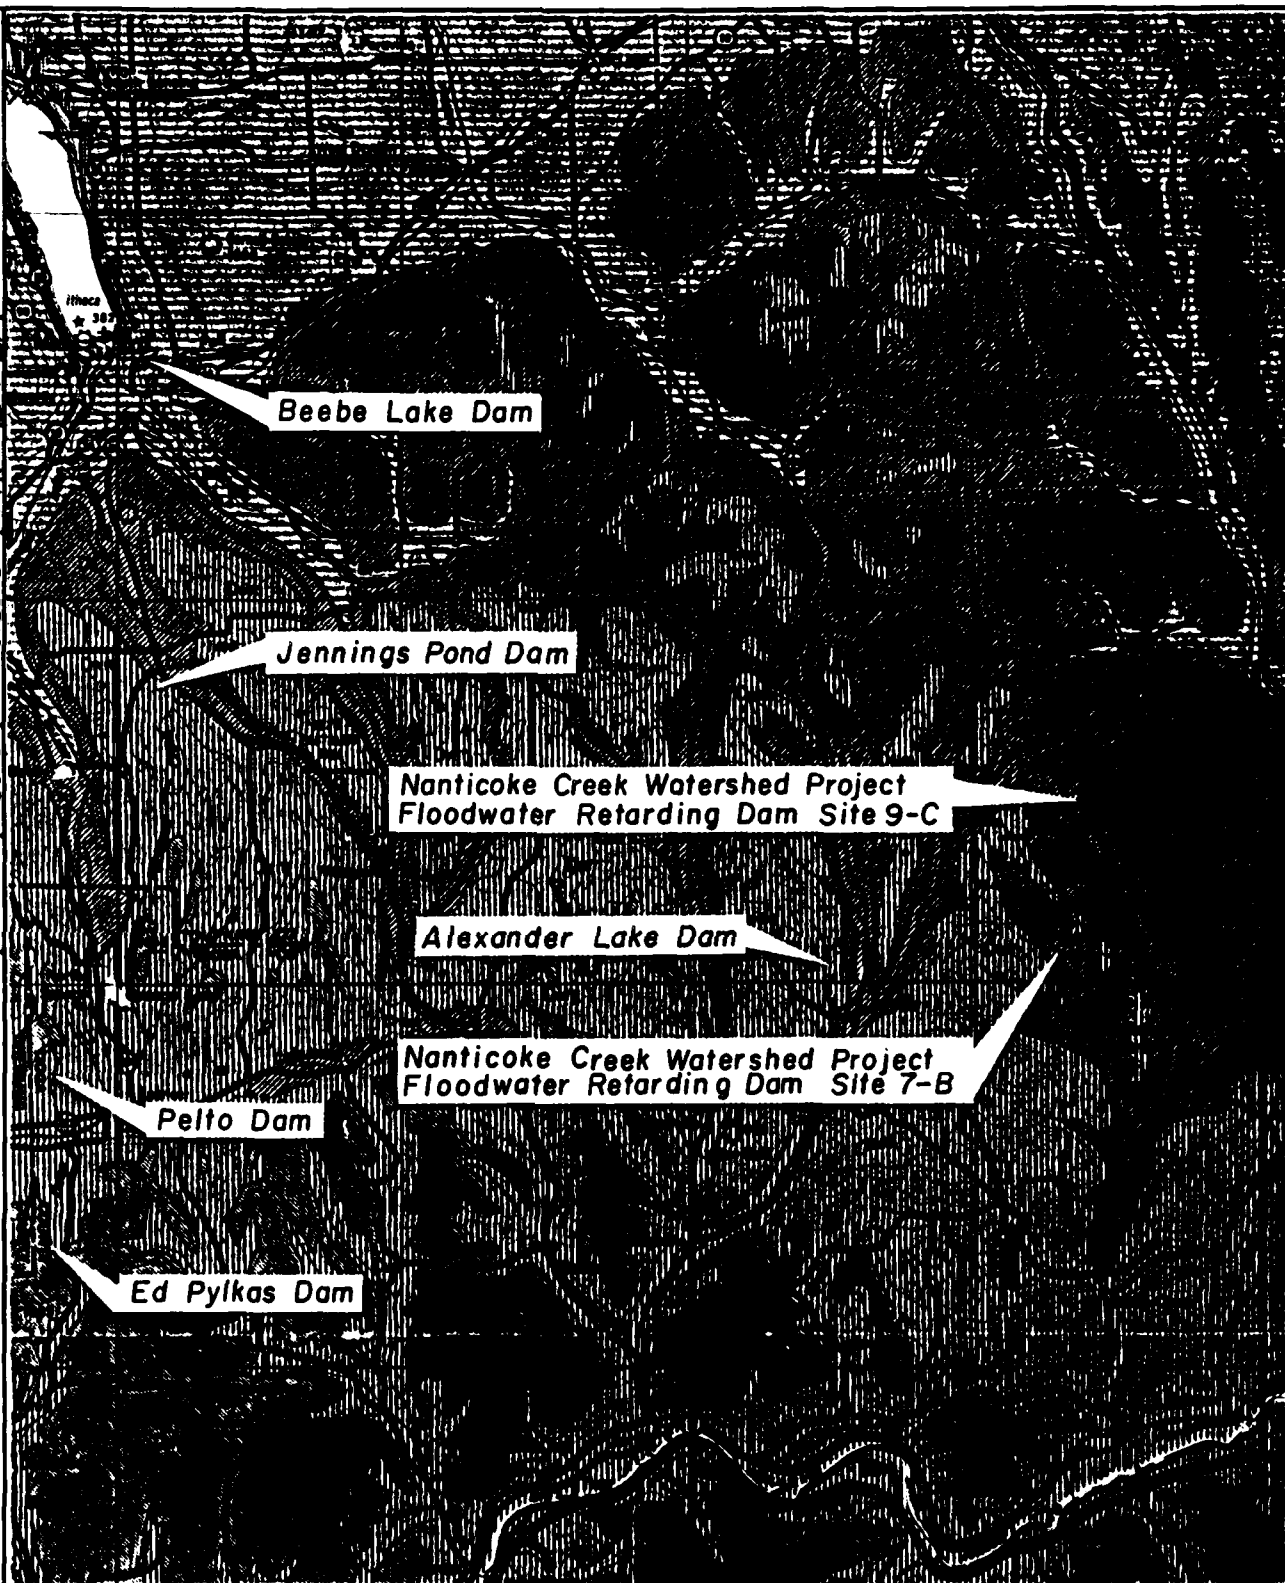 Ithaca
Beebe Lake Dam
Jennings Pond Dam
Nanticoke Creek Watershed Project
Floodwater Retarding Dam Site 9-C
Alexander Lake Dam
Nanticoke Creek Watershed Project
Floodwater Retarding Dam Site 7-B
Pelto Dam
Ed Pylkas Dam